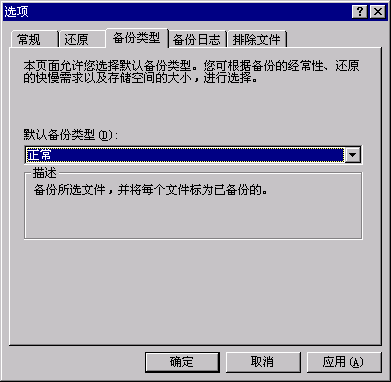 选项
常规 还原 备份类型 备份日志 排除文件
本页面允许您选择默认备份类型。您可根据备份的经常性、还原
的快慢需求以及存储空间的大小，进行选择。
默认备份类型(D):
正常
描述
备份所选文件，并将每个文件标为已备份的。
确定 取消 应用(A)